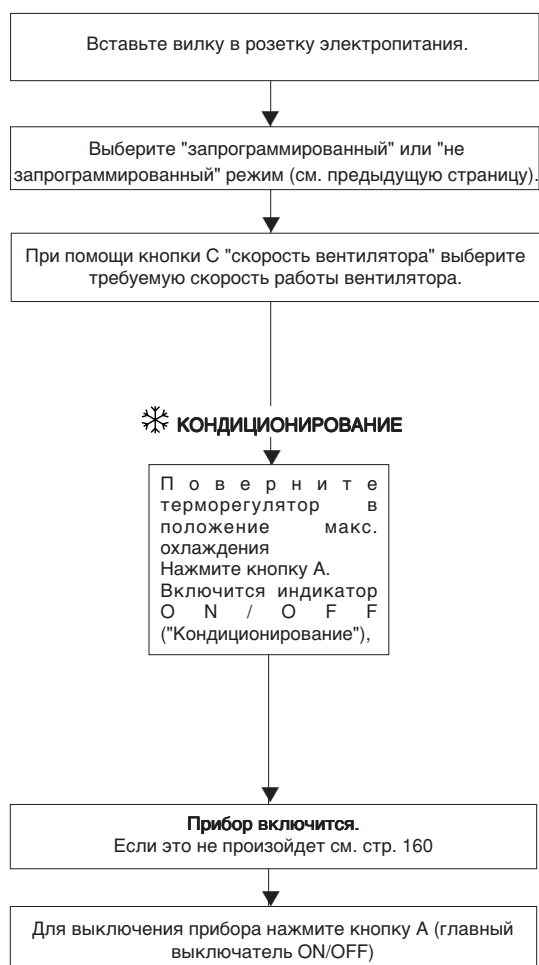 Вставьте вилку в розетку электропитания.
Выберите "запрограммированный" или "не
запрограммированный" режим (см. предыдущую страницу).
При помощи кнопки С "скорость вентилятора" выберите
требуемую скорость работы вентилятора.
КОНДИЦИОНИРОВАНИЕ
П о в е р н и т е
терморегулятор в
положение макс.
охлаждения
Нажмите кнопку А.
Включится индикатор
O N / O F F
("Кондиционирование"),
Прибор включится.
Если это не произойдет см. стр. 160
Для выключения прибора нажмите кнопку А (главный
выключатель ON/OFF)